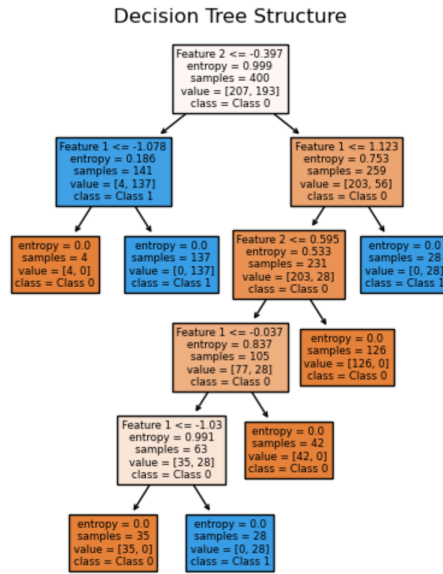 Decision Tree Structure
Feature 2 <= -0.397
entropy = 0.999
samples = 400
value = [207, 193]
class = Class 0
Feature 1 <= -1.078
entropy = 0.186
samples = 141
value = [4, 137]
class = Class 1
Feature 1 <= 1.123
entropy = 0.753
samples = 259
value = [203, 56]
class = Class 0
entropy = 0.0
samples = 4
value = [4, 0]
class = Class 0
entropy = 0.0
samples = 137
value = [0, 137]
class = Class 1
Feature 2 <= 0.595
entropy = 0.533
samples = 231
value = [203, 28]
class = Class 0
entropy = 0.0
samples = 28
value = [0, 28]
class = Class 1
Feature 1 <= -0.037
entropy = 0.837
samples = 105
value = [77, 28]
class = Class 0
entropy = 0.0
samples = 126
value = [126, 0]
class = Class 0
Feature 1 <= -1.03
entropy = 0.991
samples = 63
value = [35, 28]
class = Class 0
entropy = 0.0
samples = 42
value = [42, 0]
class = Class 0
entropy = 0.0
samples = 35
value = [35, 0]
class = Class 0
entropy = 0.0
samples = 28
value = [0, 28]
class = Class 1